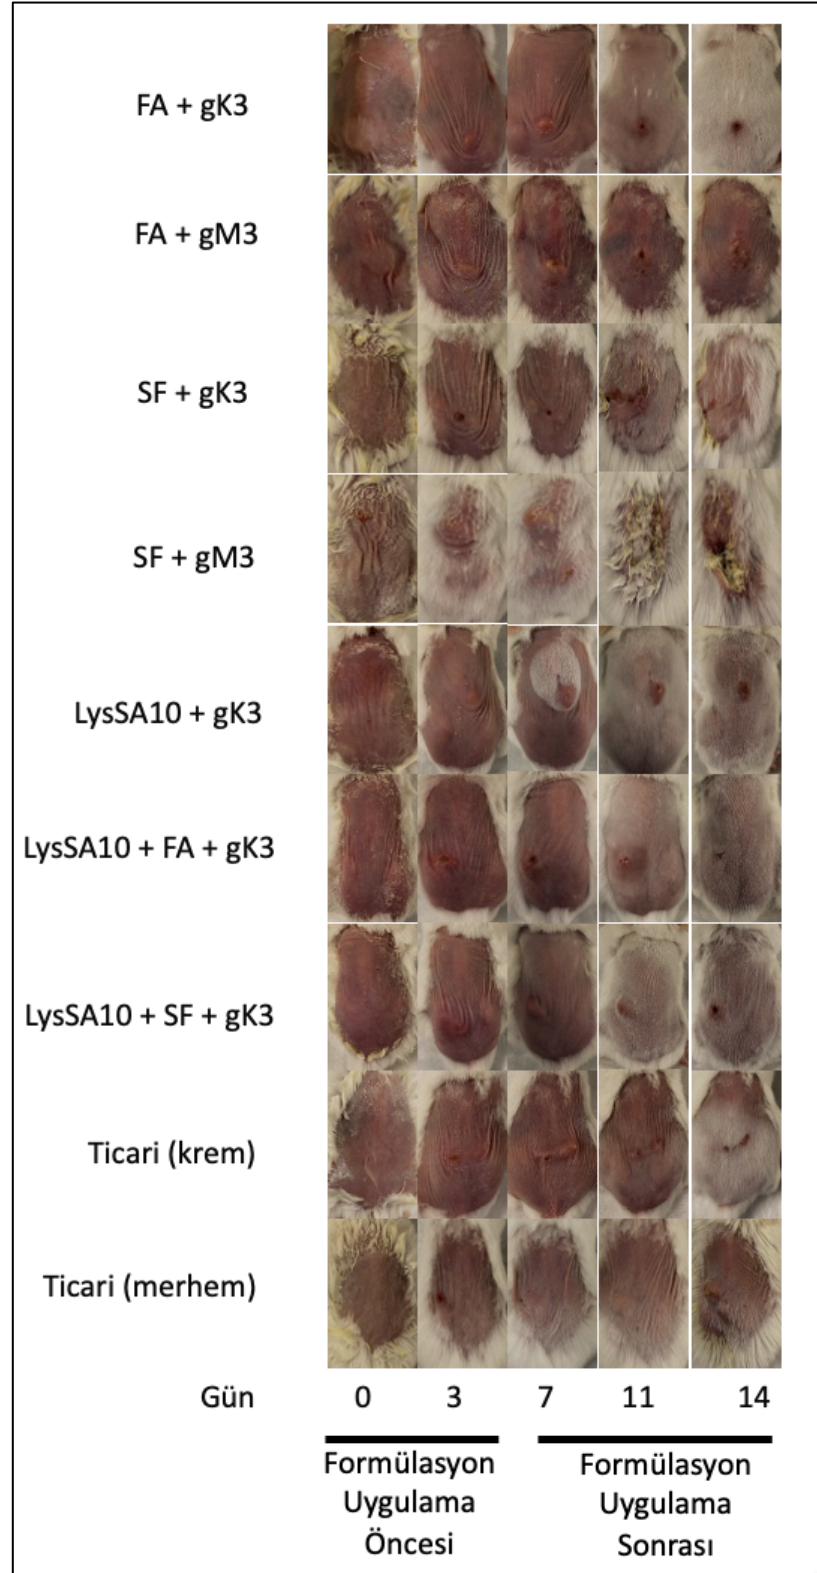 FA + gK3
FA + gM3
SF + gK3
SF + gM3
LysSA10 + gK3
LysSA10 + FA + gK3
LysSA10 + SF + gK3
Ticari (krem)
Ticari (merhem)
Gün 0 3 7 11 14
Formülasyon
Uygulama
Öncesi
Formülasyon
Uygulama
Sonrası